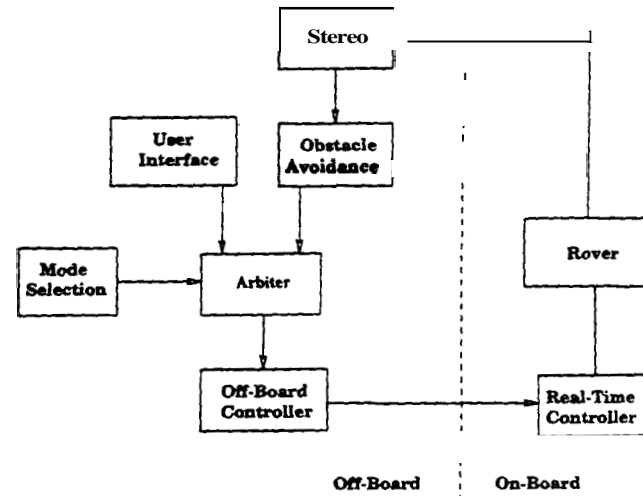 Stereo
User
Interface
Obstacle
Avoidance
Mode
Selection
Arbiter
Rover
Off-Board
Controller
Real-Time
Controller
Off-Board
On-Board